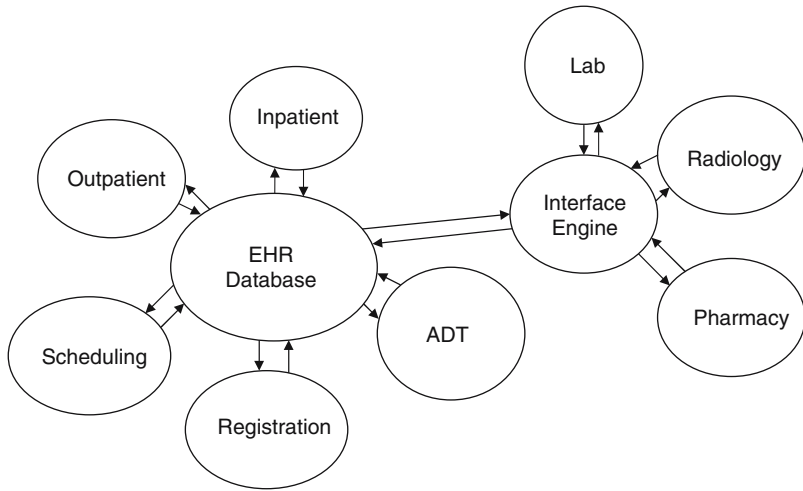 Lab
Inpatient
Radiology
Outpatient
Interface
Engine
EHR
Database
Pharmacy
ADT
Scheduling
Registration